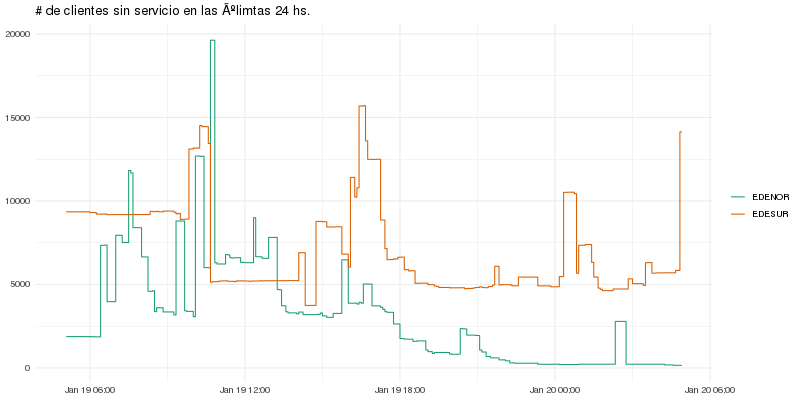 # de clientes sin servicio en las Ãºlimtas 24 hs.
20000
15000
10000
5000
0
Jan 19 06:00
Jan 19 12:00
Jan 19 18:00
Jan 20 00:00
Jan 20 06:00
EDENOR
EDESUR